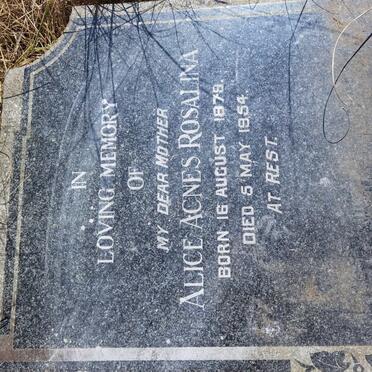 IN
LOVING MEMORY
OF
MY DEAR MOTHER
ALICE AGNES ROSALINA
BORN 16 AUGUST 1879.
DIED 5 MAY 1954.
AT REST.